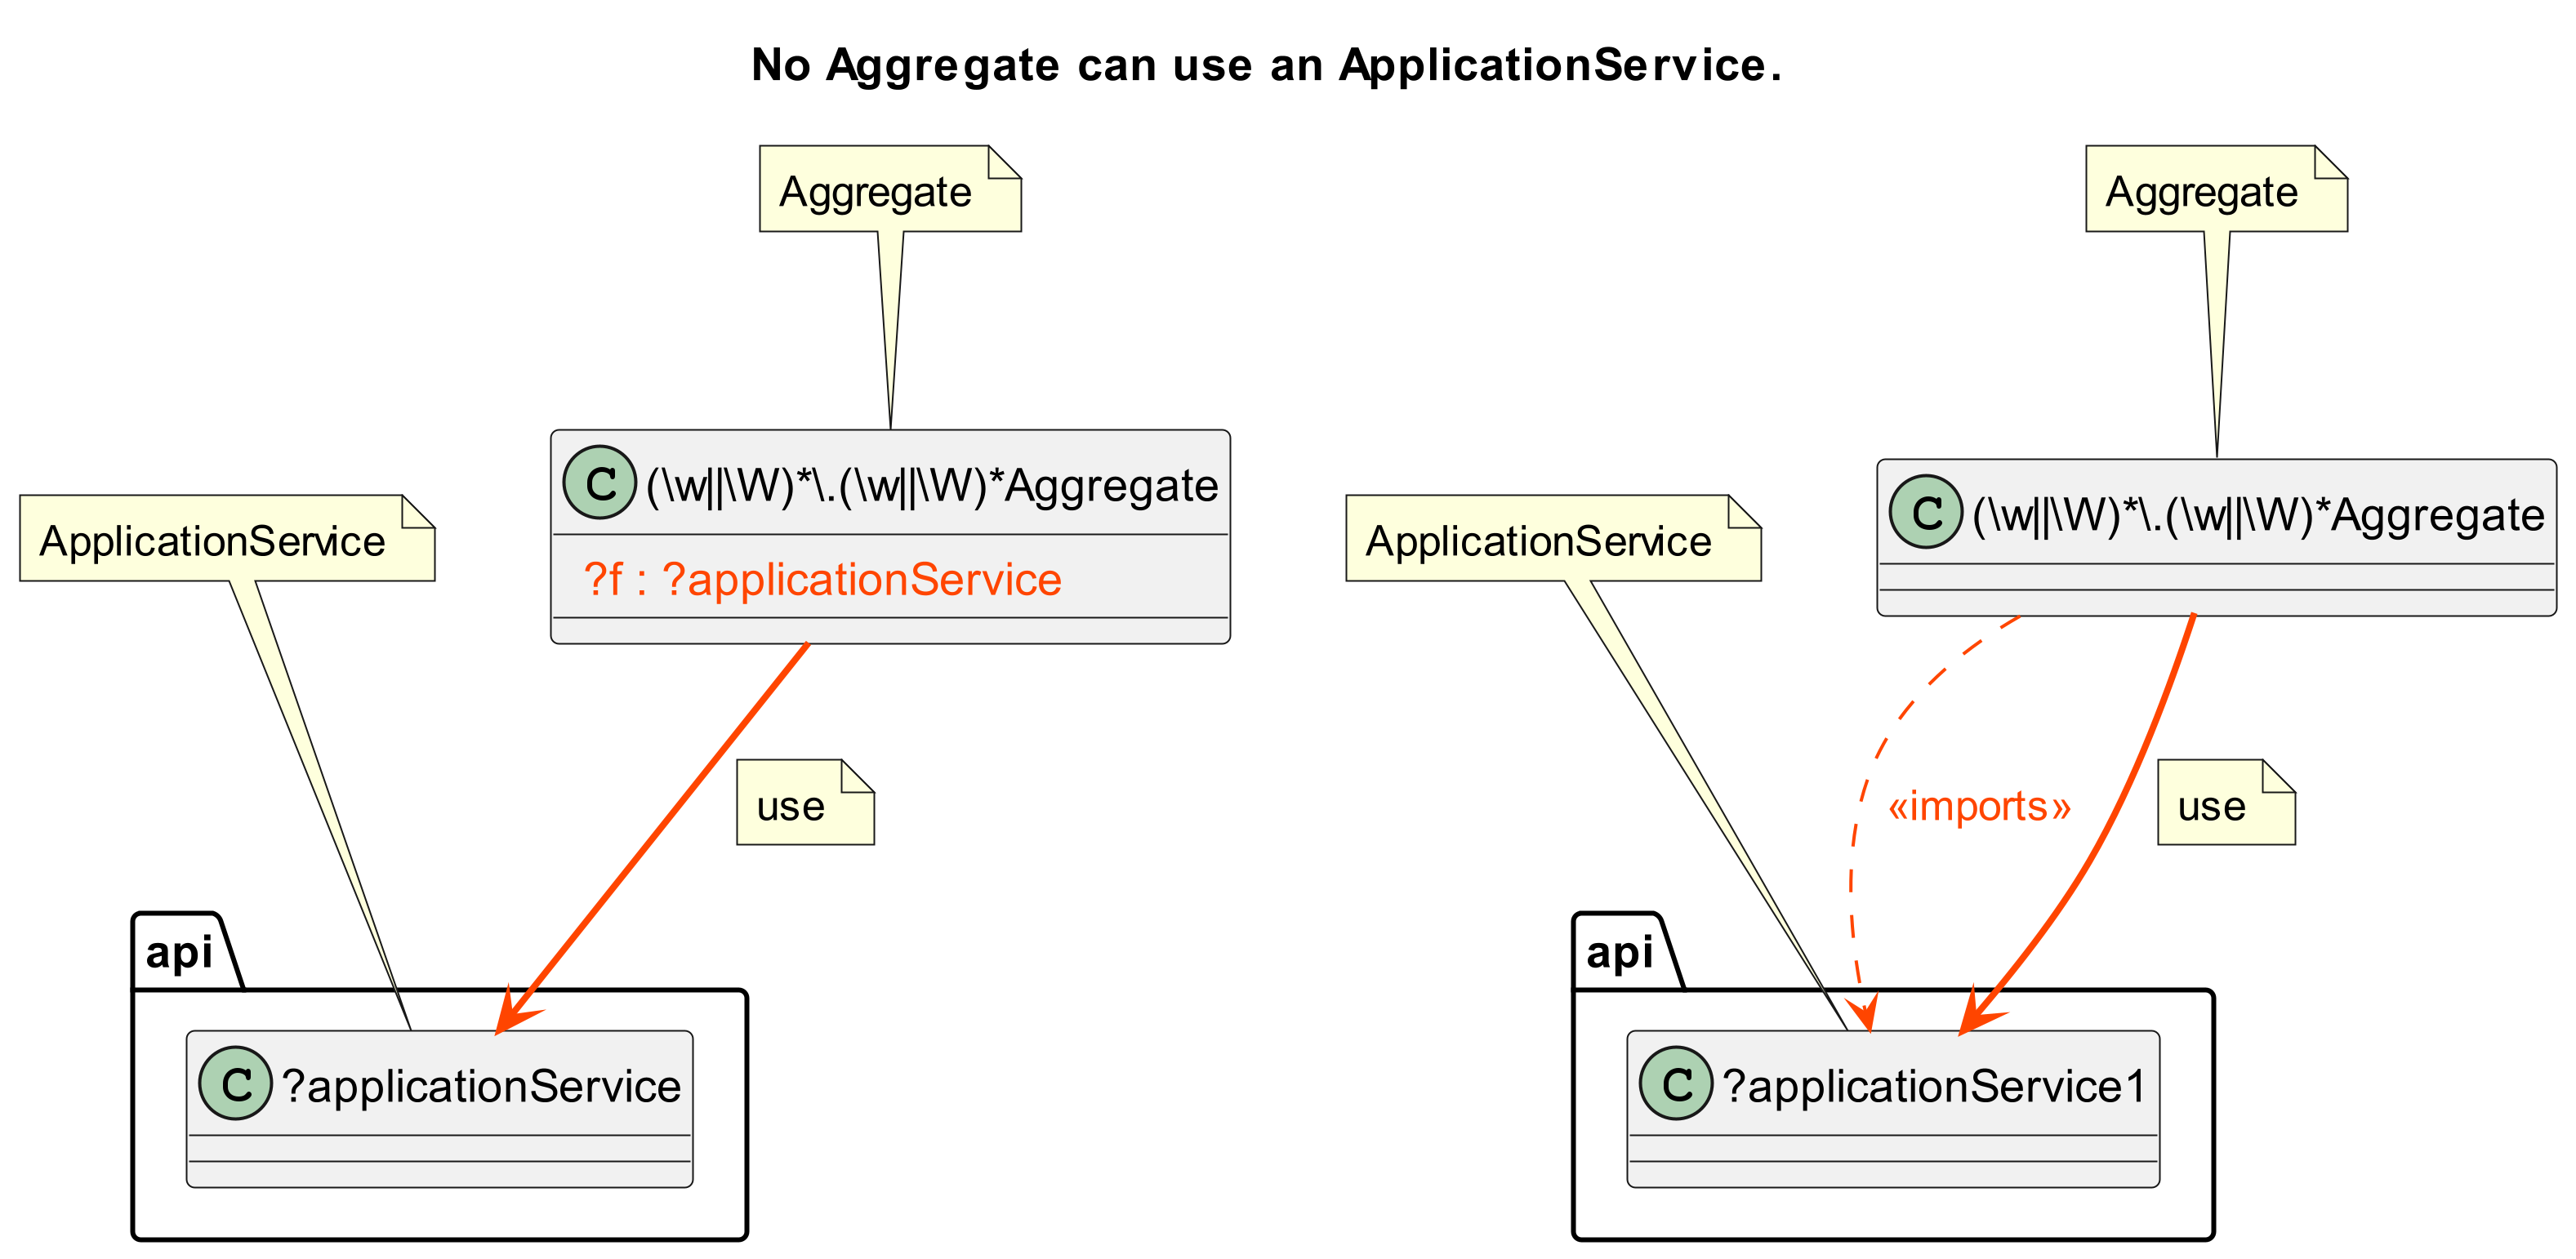 No Aggregate can use an ApplicationService.
Aggregate
Aggregate
(\w||\W)*\.(\w||\W)*Aggregate
?f : ?applicationService
C
ApplicationService
ApplicationService
C
(\w||\W)*\.(\w||\W)*Aggregate
use
«imports»
use
api
C
?applicationService
api
C
?applicationService1